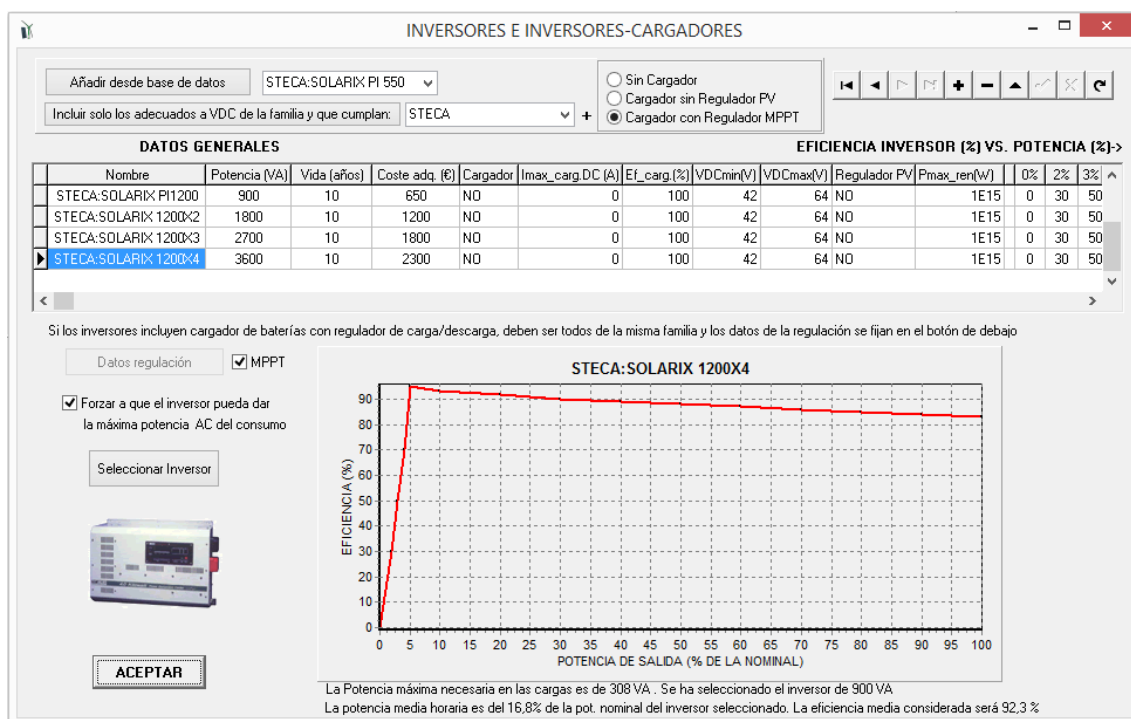 INVERSORES E INVERSORES-CARGADORES
Añadir desde base de datos STECA:SOLARIX PI 550
Incluir solo los adecuados a VDC de la familia y que cumplan: STECA +
Sin Cargador
Cargador sin Regulador PV
Cargador con Regulador MPPT
DATOS GENERALES EFICIENCIA INVERSOR (%) VS. POTENCIA (%)->
Nombre Potencia (VA) Vida (años) Coste adq. (€) Cargador Imax_carg.DC (A) Ef_carg.(%) VDCmin(V) VDCmax(V) Regulador PV Pmax_ren(W) 0% 2% 3%
STECA:SOLARIX PI1200 900 10 650 NO 0 100 42 64 NO 1E15 0 30 50
STECA:SOLARIX 1200X2 1800 10 1200 NO 0 100 42 64 NO 1E15 0 30 50
STECA:SOLARIX 1200X3 2700 10 1800 NO 0 100 42 64 NO 1E15 0 30 50
STECA:SOLARIX 1200X4 3600 10 2300 NO 0 100 42 64 NO 1E15 0 30 50
Si los inversores incluyen cargador de baterías con regulador de carga/descarga, deben ser todos de la misma familia y los datos de la regulación se fijan en el botón de debajo
Datos regulación MPPT
Forzar a que el inversor pueda dar
la máxima potencia AC del consumo
Seleccionar Inversor
ACEPTAR
STECA:SOLARIX 1200X4
EFICIENCIA (%)
90
80
70
60
50
40
30
20
10
0
0 5 10 15 20 25 30 35 40 45 50 55 60 65 70 75 80 85 90 95 100
POTENCIA DE SALIDA (% DE LA NOMINAL)
La Potencia máxima necesaria en las cargas es de 308 VA . Se ha seleccionado el inversor de 900 VA
La potencia media horaria es del 16,8% de la pot. nominal del inversor seleccionado. La eficiencia media considerada será 92,3 %